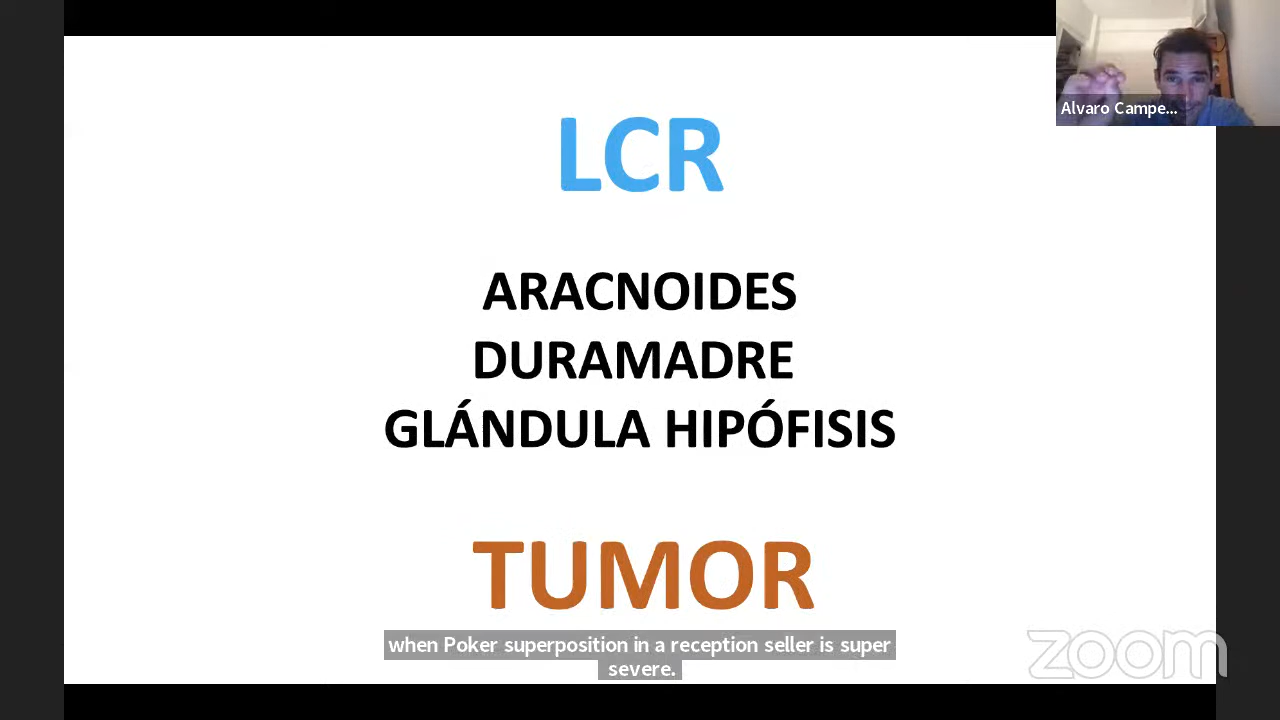 Alvaro Campe...
LCR
ARACNOIDES
DURAMADRE
GLÁNDULA HIPÓFISIS
TUMOR
when Poker superposition in a reception seller is super
severe.
zoom